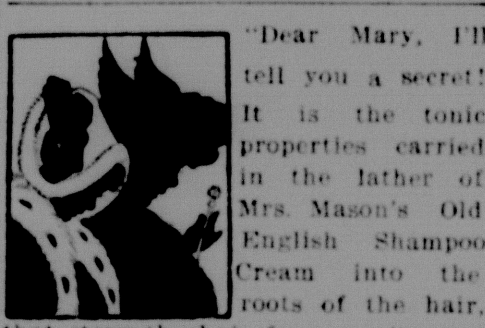 "Dear Mary, I'll
tell you a secret!
It is the tonic
properties carried
in the lather of
Mrs. Mason's Old
English Shampoo
Cream into the
roots of the hair,